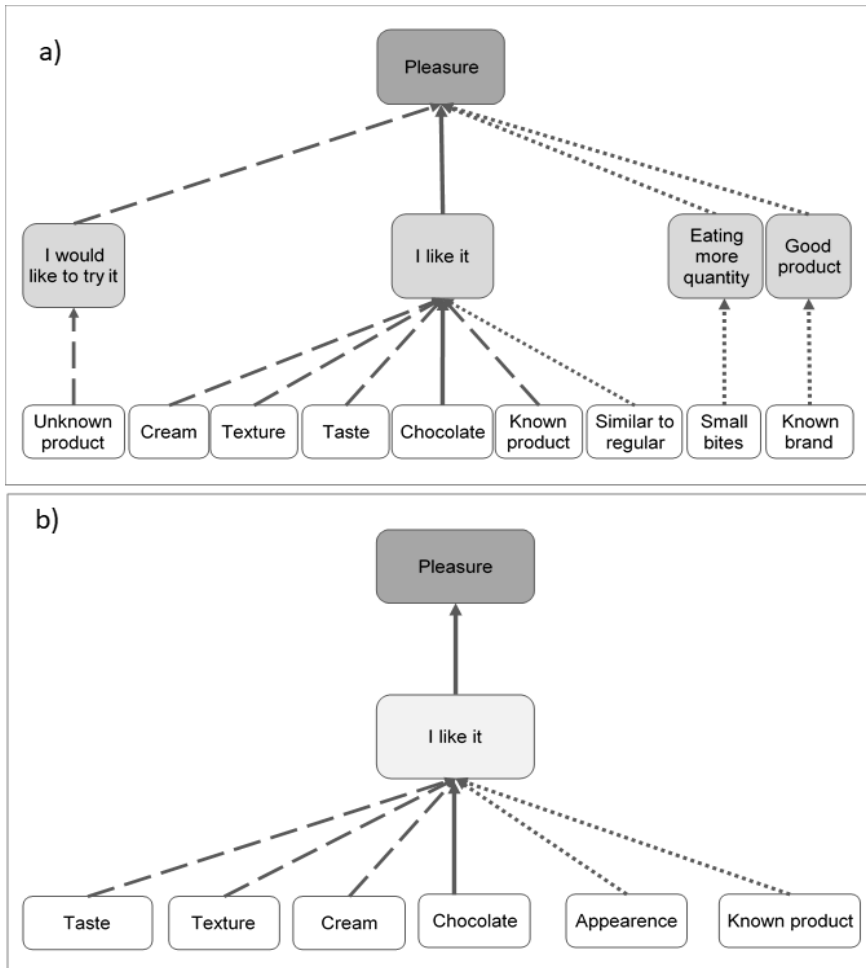 a)
Pleasure
I would
like to try it
I like it
Eating
more
quantity
Good
product
Unknown
product
Cream
Texture
Taste
Chocolate
Known
product
Similar to
regular
Small
bites
Known
brand
b)
Pleasure
I like it
Taste
Texture
Cream
Chocolate
Appearence
Known product